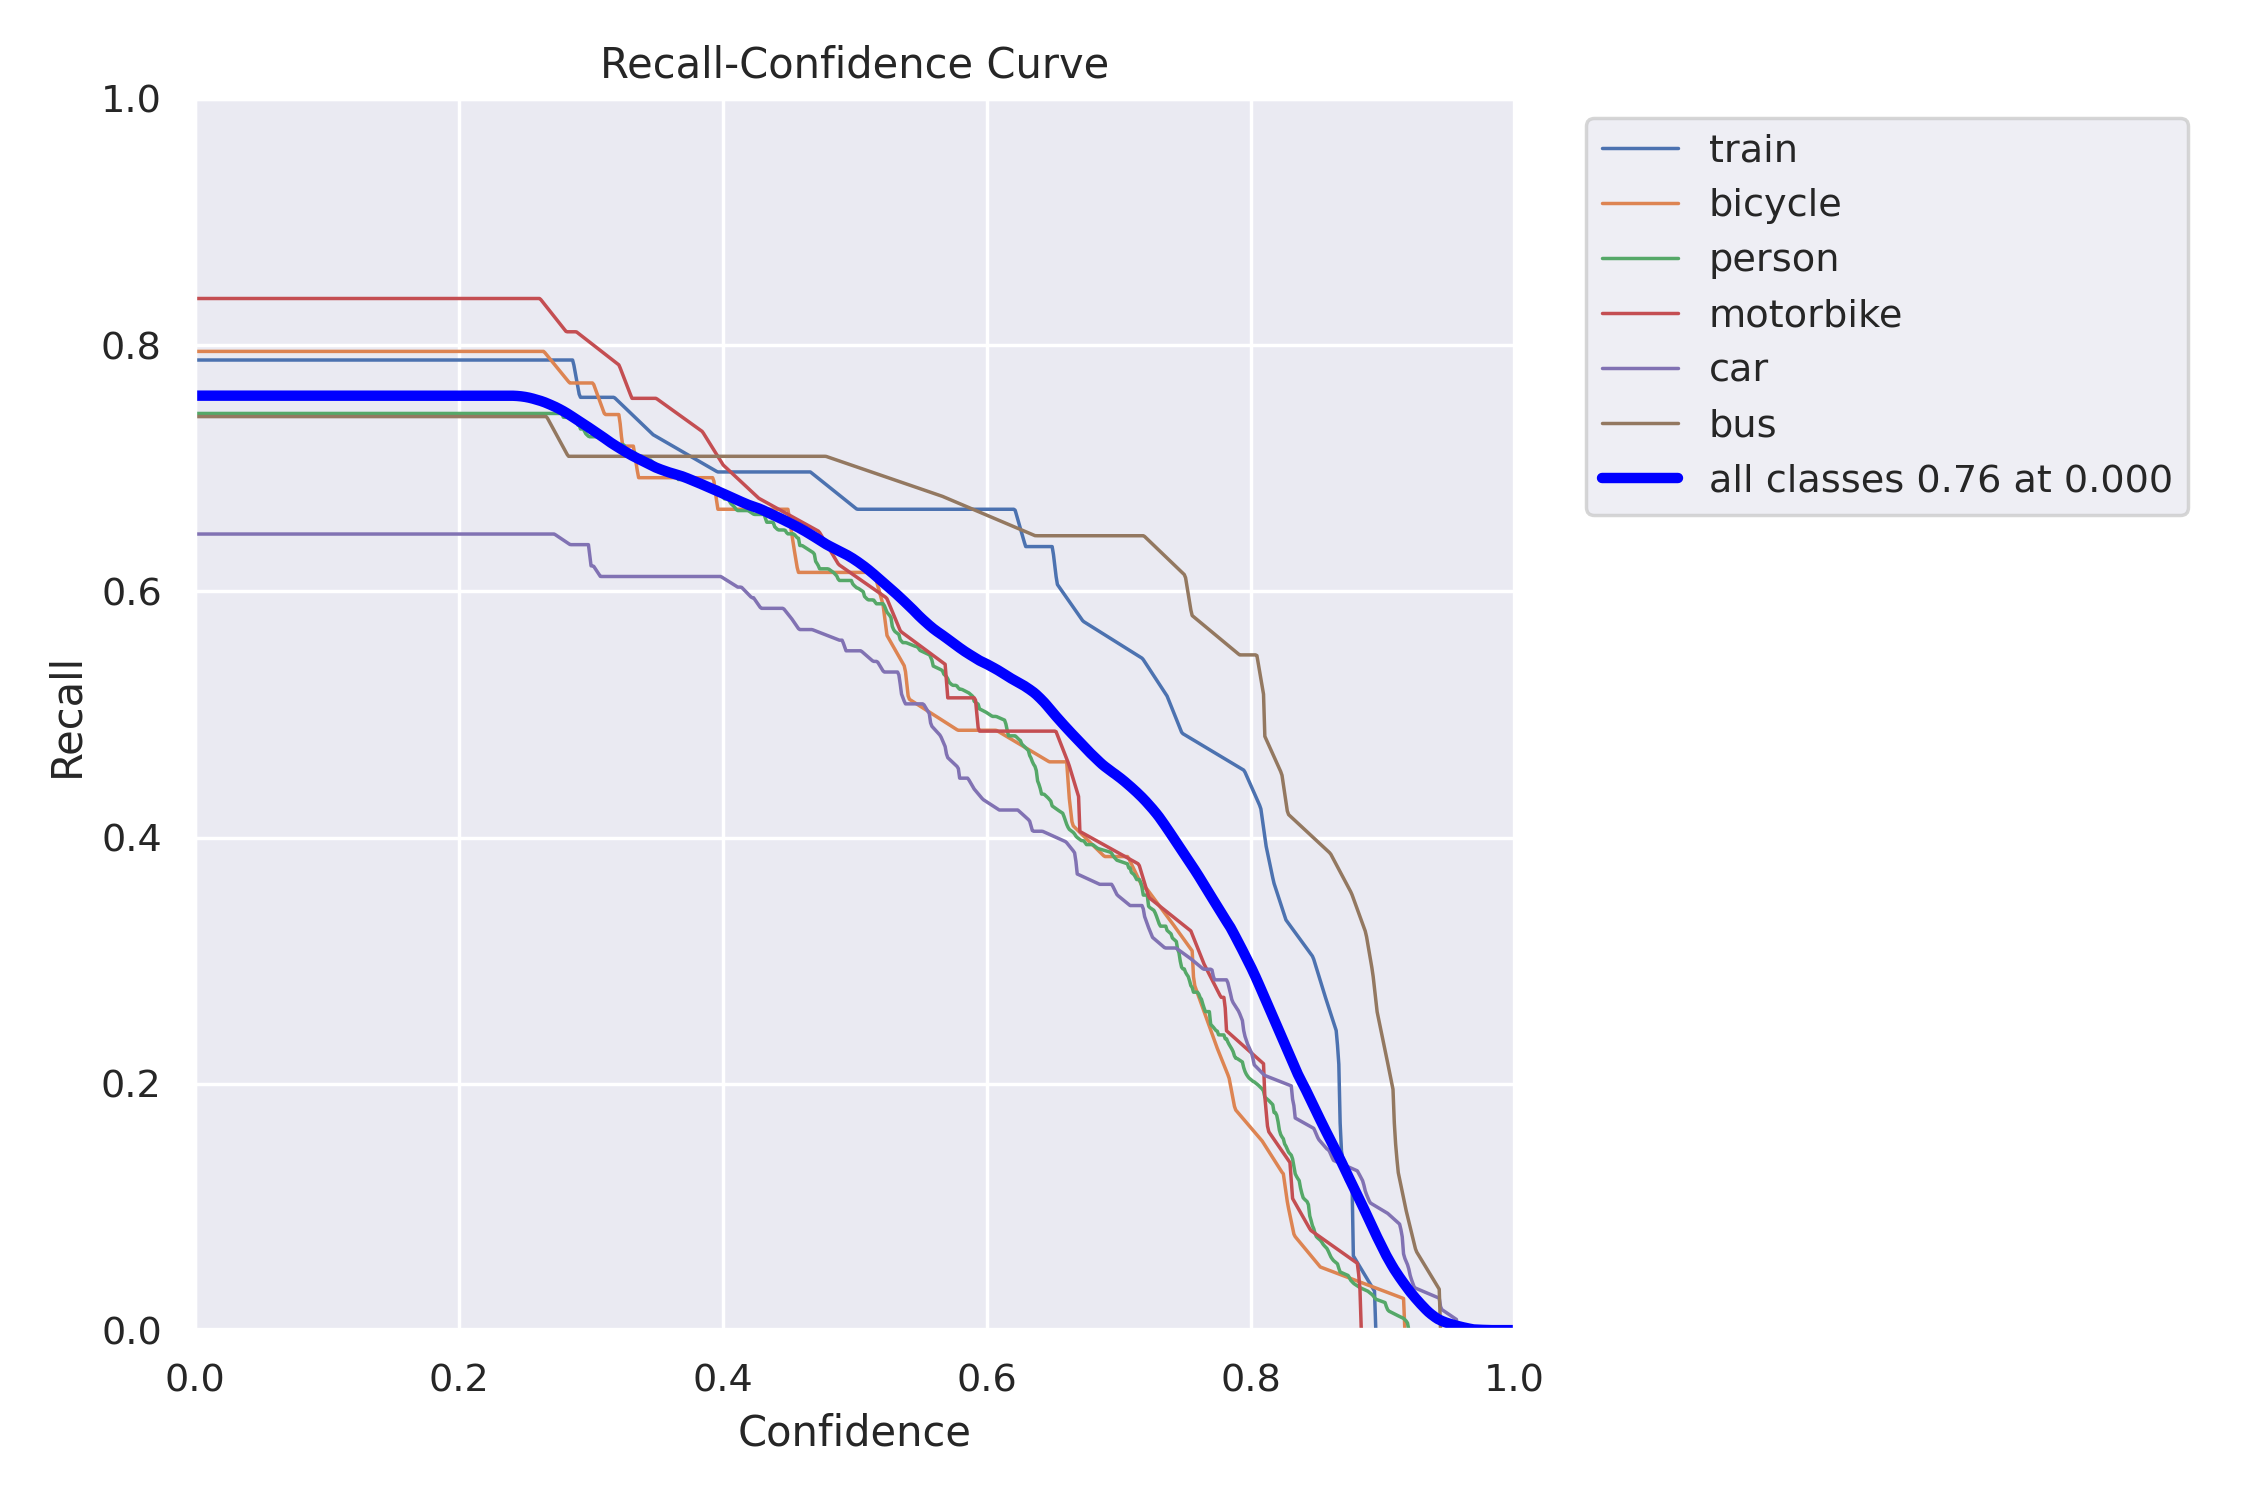 Recall-Confidence Curve
1.0
0.8
0.6
0.4
0.2
0.0
Recall
0.0 0.2 0.4 0.6 0.8 1.0
Confidence
train
bicycle
person
motorbike
car
bus
all classes 0.76 at 0.000